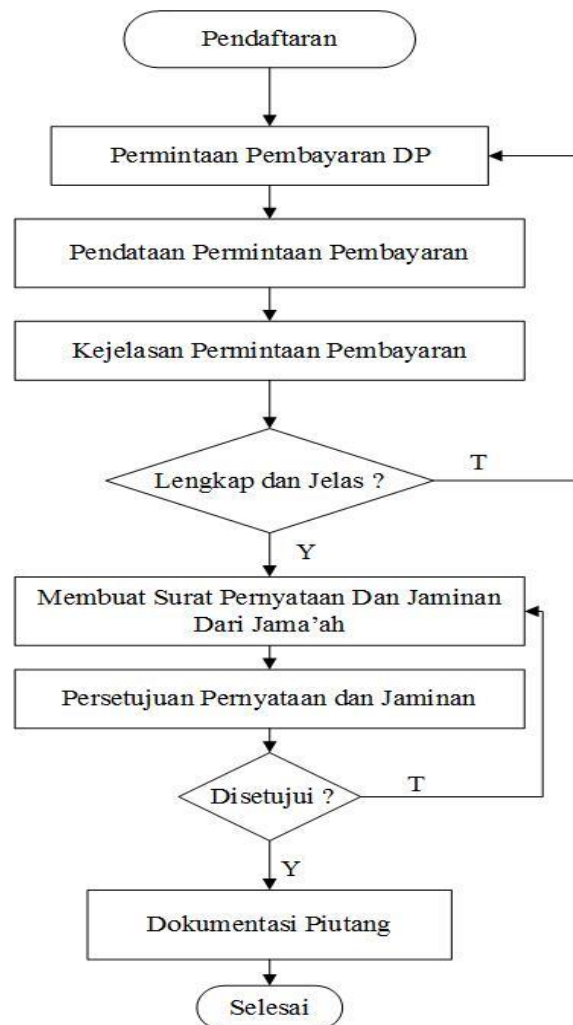 Pendaftaran
Permintaan Pembayaran DP
Pendataan Permintaan Pembayaran
Kejelasan Permintaan Pembayaran
Lengkap dan Jelas ?
T
Y
Membuat Surat Pernyataan Dan Jaminan
Dari Jama’ah
Persetujuan Pernyataan dan Jaminan
Disetujui ?
T
Y
Dokumentasi Piutang
Selesai